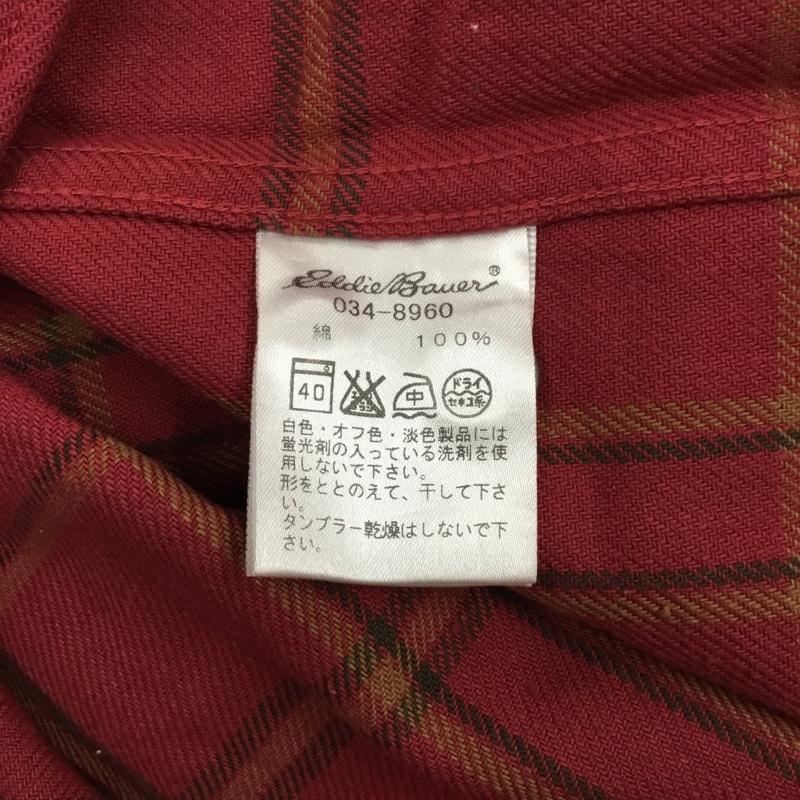 Eddie Bauer®
034-8960
綿 100%
40 中 ドライ
セキユ系
白色・オフ色・淡色製品には
蛍光剤の入っている洗剤を使
用しないで下さい。
形をととのえて、干して下さ
い。
タンブラー乾燥はしないで下
さい。